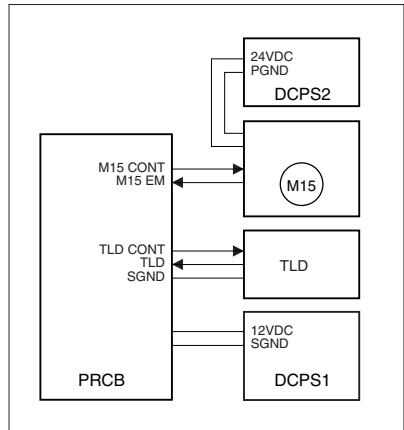 24VDC
PGND
DCPS2
M15 CONT
M15 EM
M15
TLD CONT
TLD
SGND
TLD
12VDC
SGND
PRCB
DCPS1